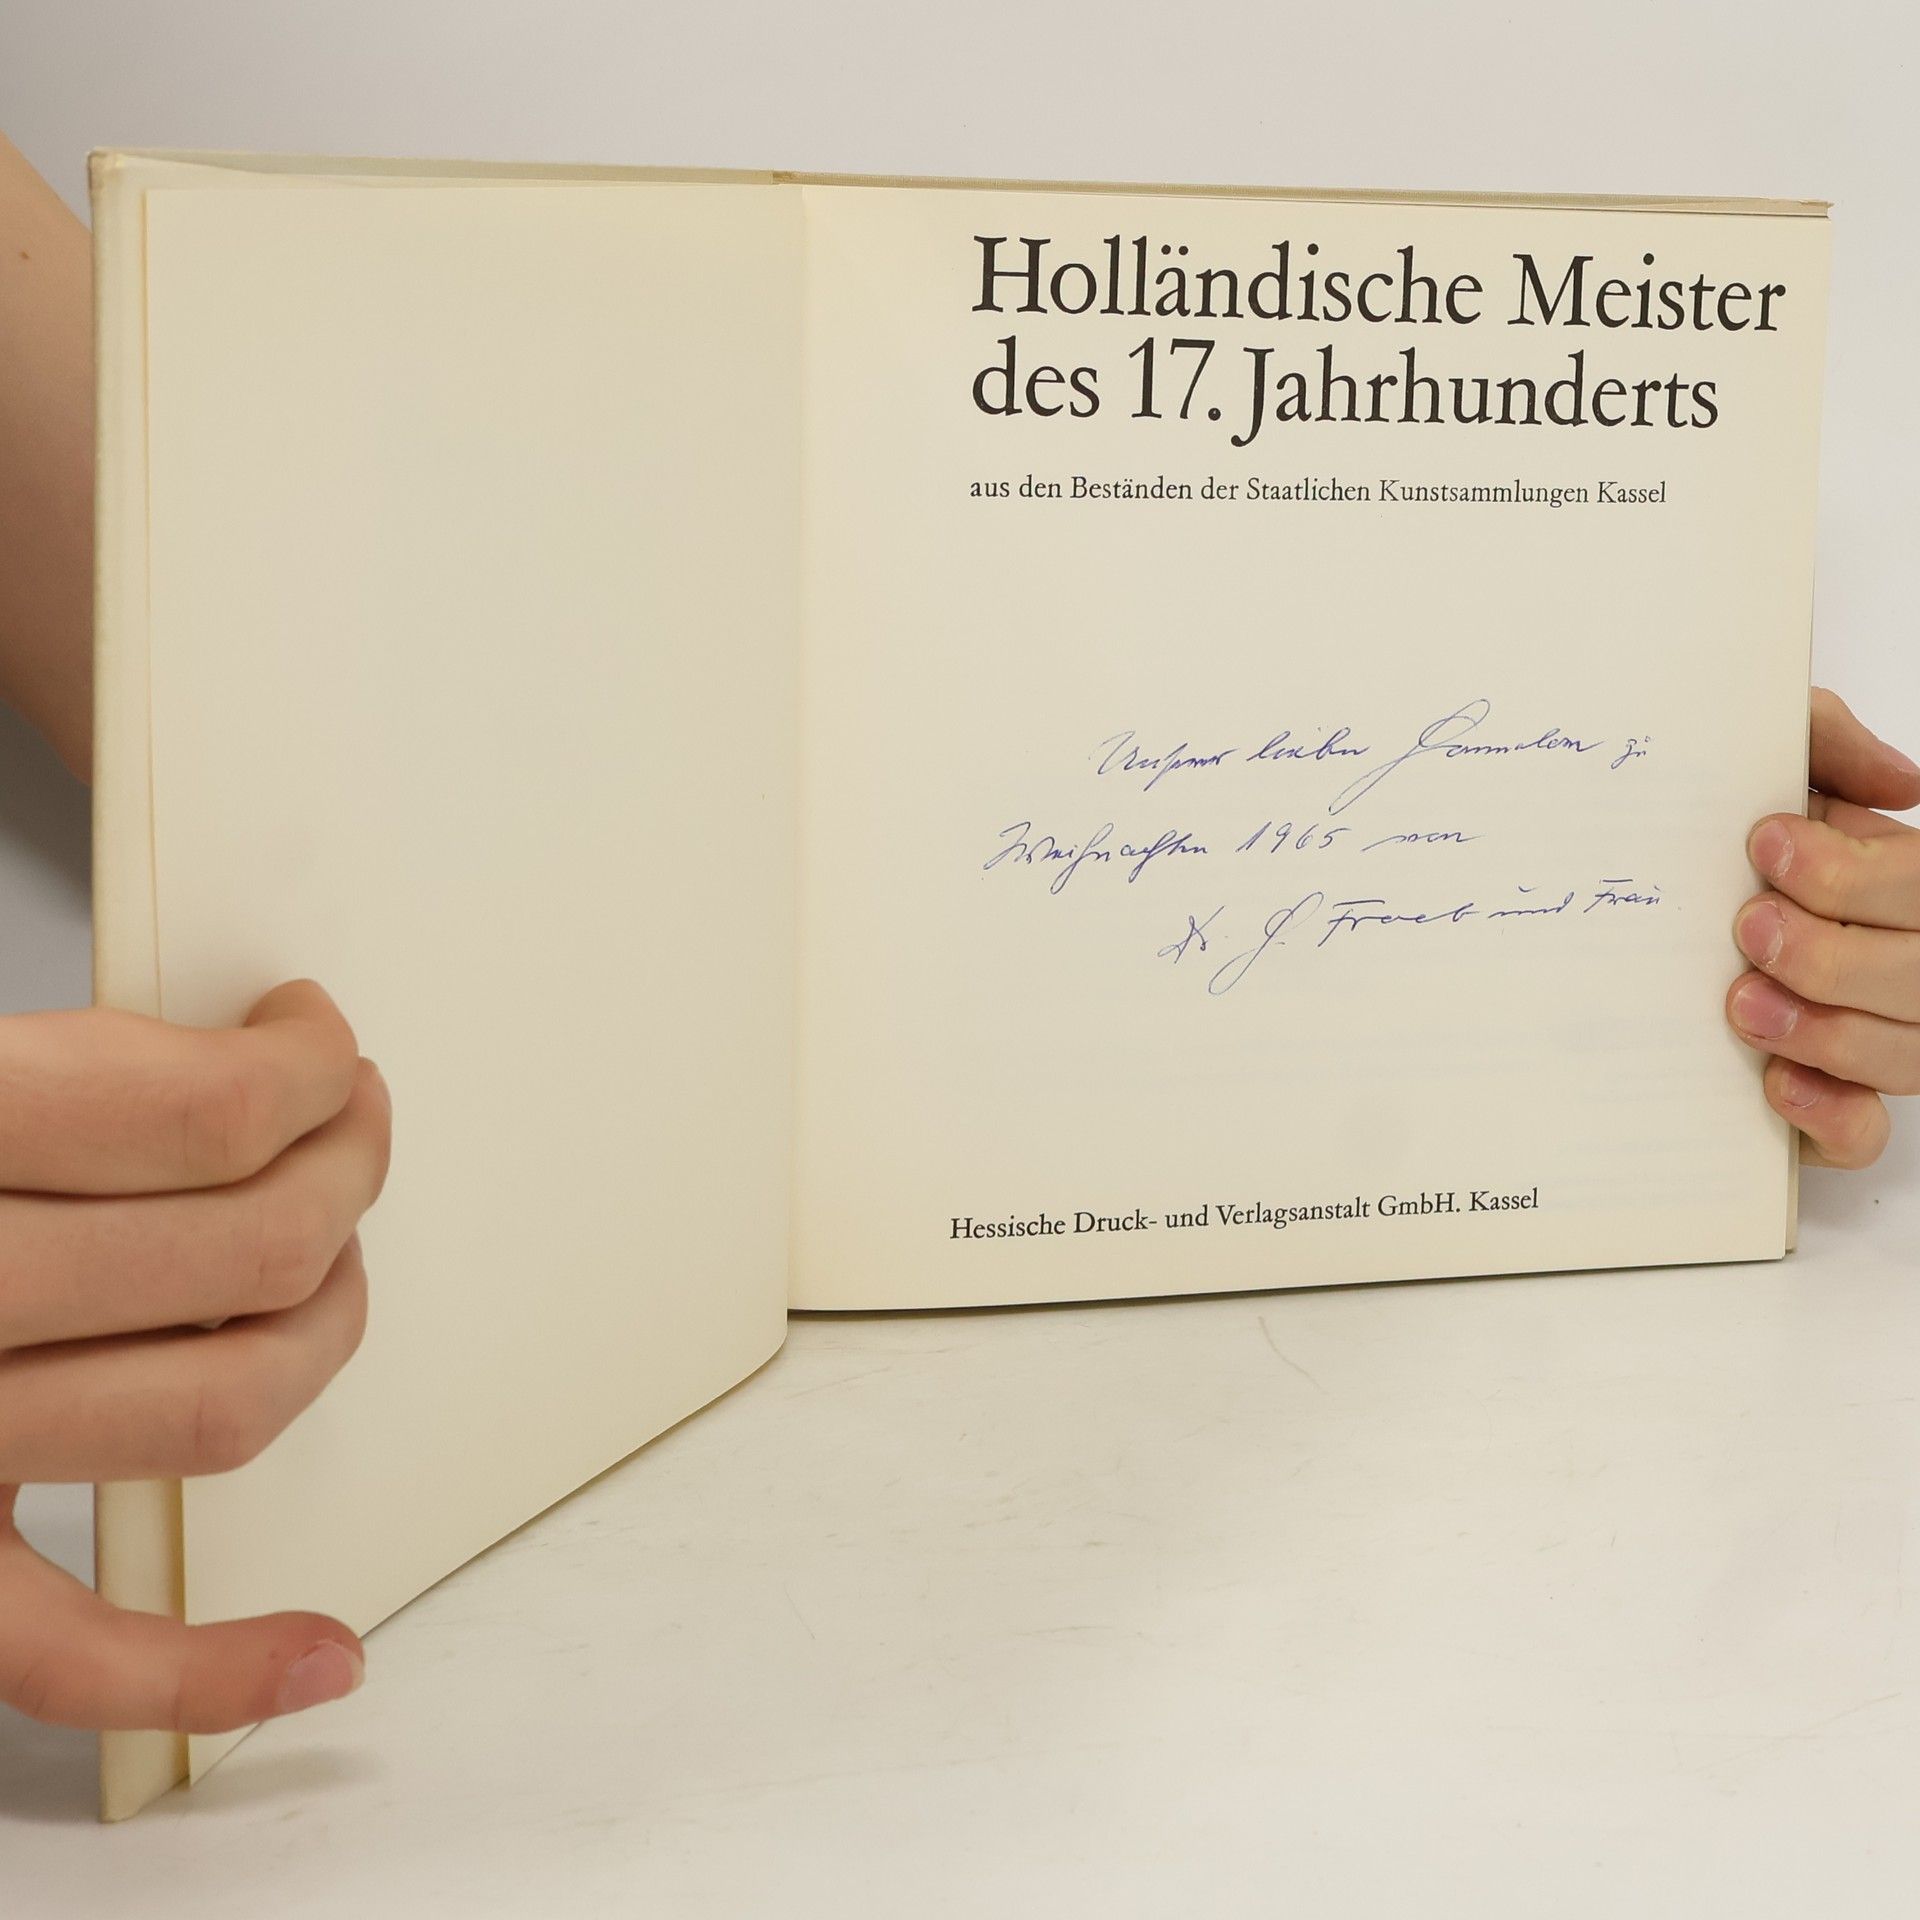 Holländische Meister
des 17. Jahrhunderts
aus den Beständen der Staatlichen Kunstsammlungen Kassel
Unserer lieben zu
Weihnachten 1965 von
Dr. und Frau
Hessische Druck- und Verlagsanstalt GmbH. Kassel